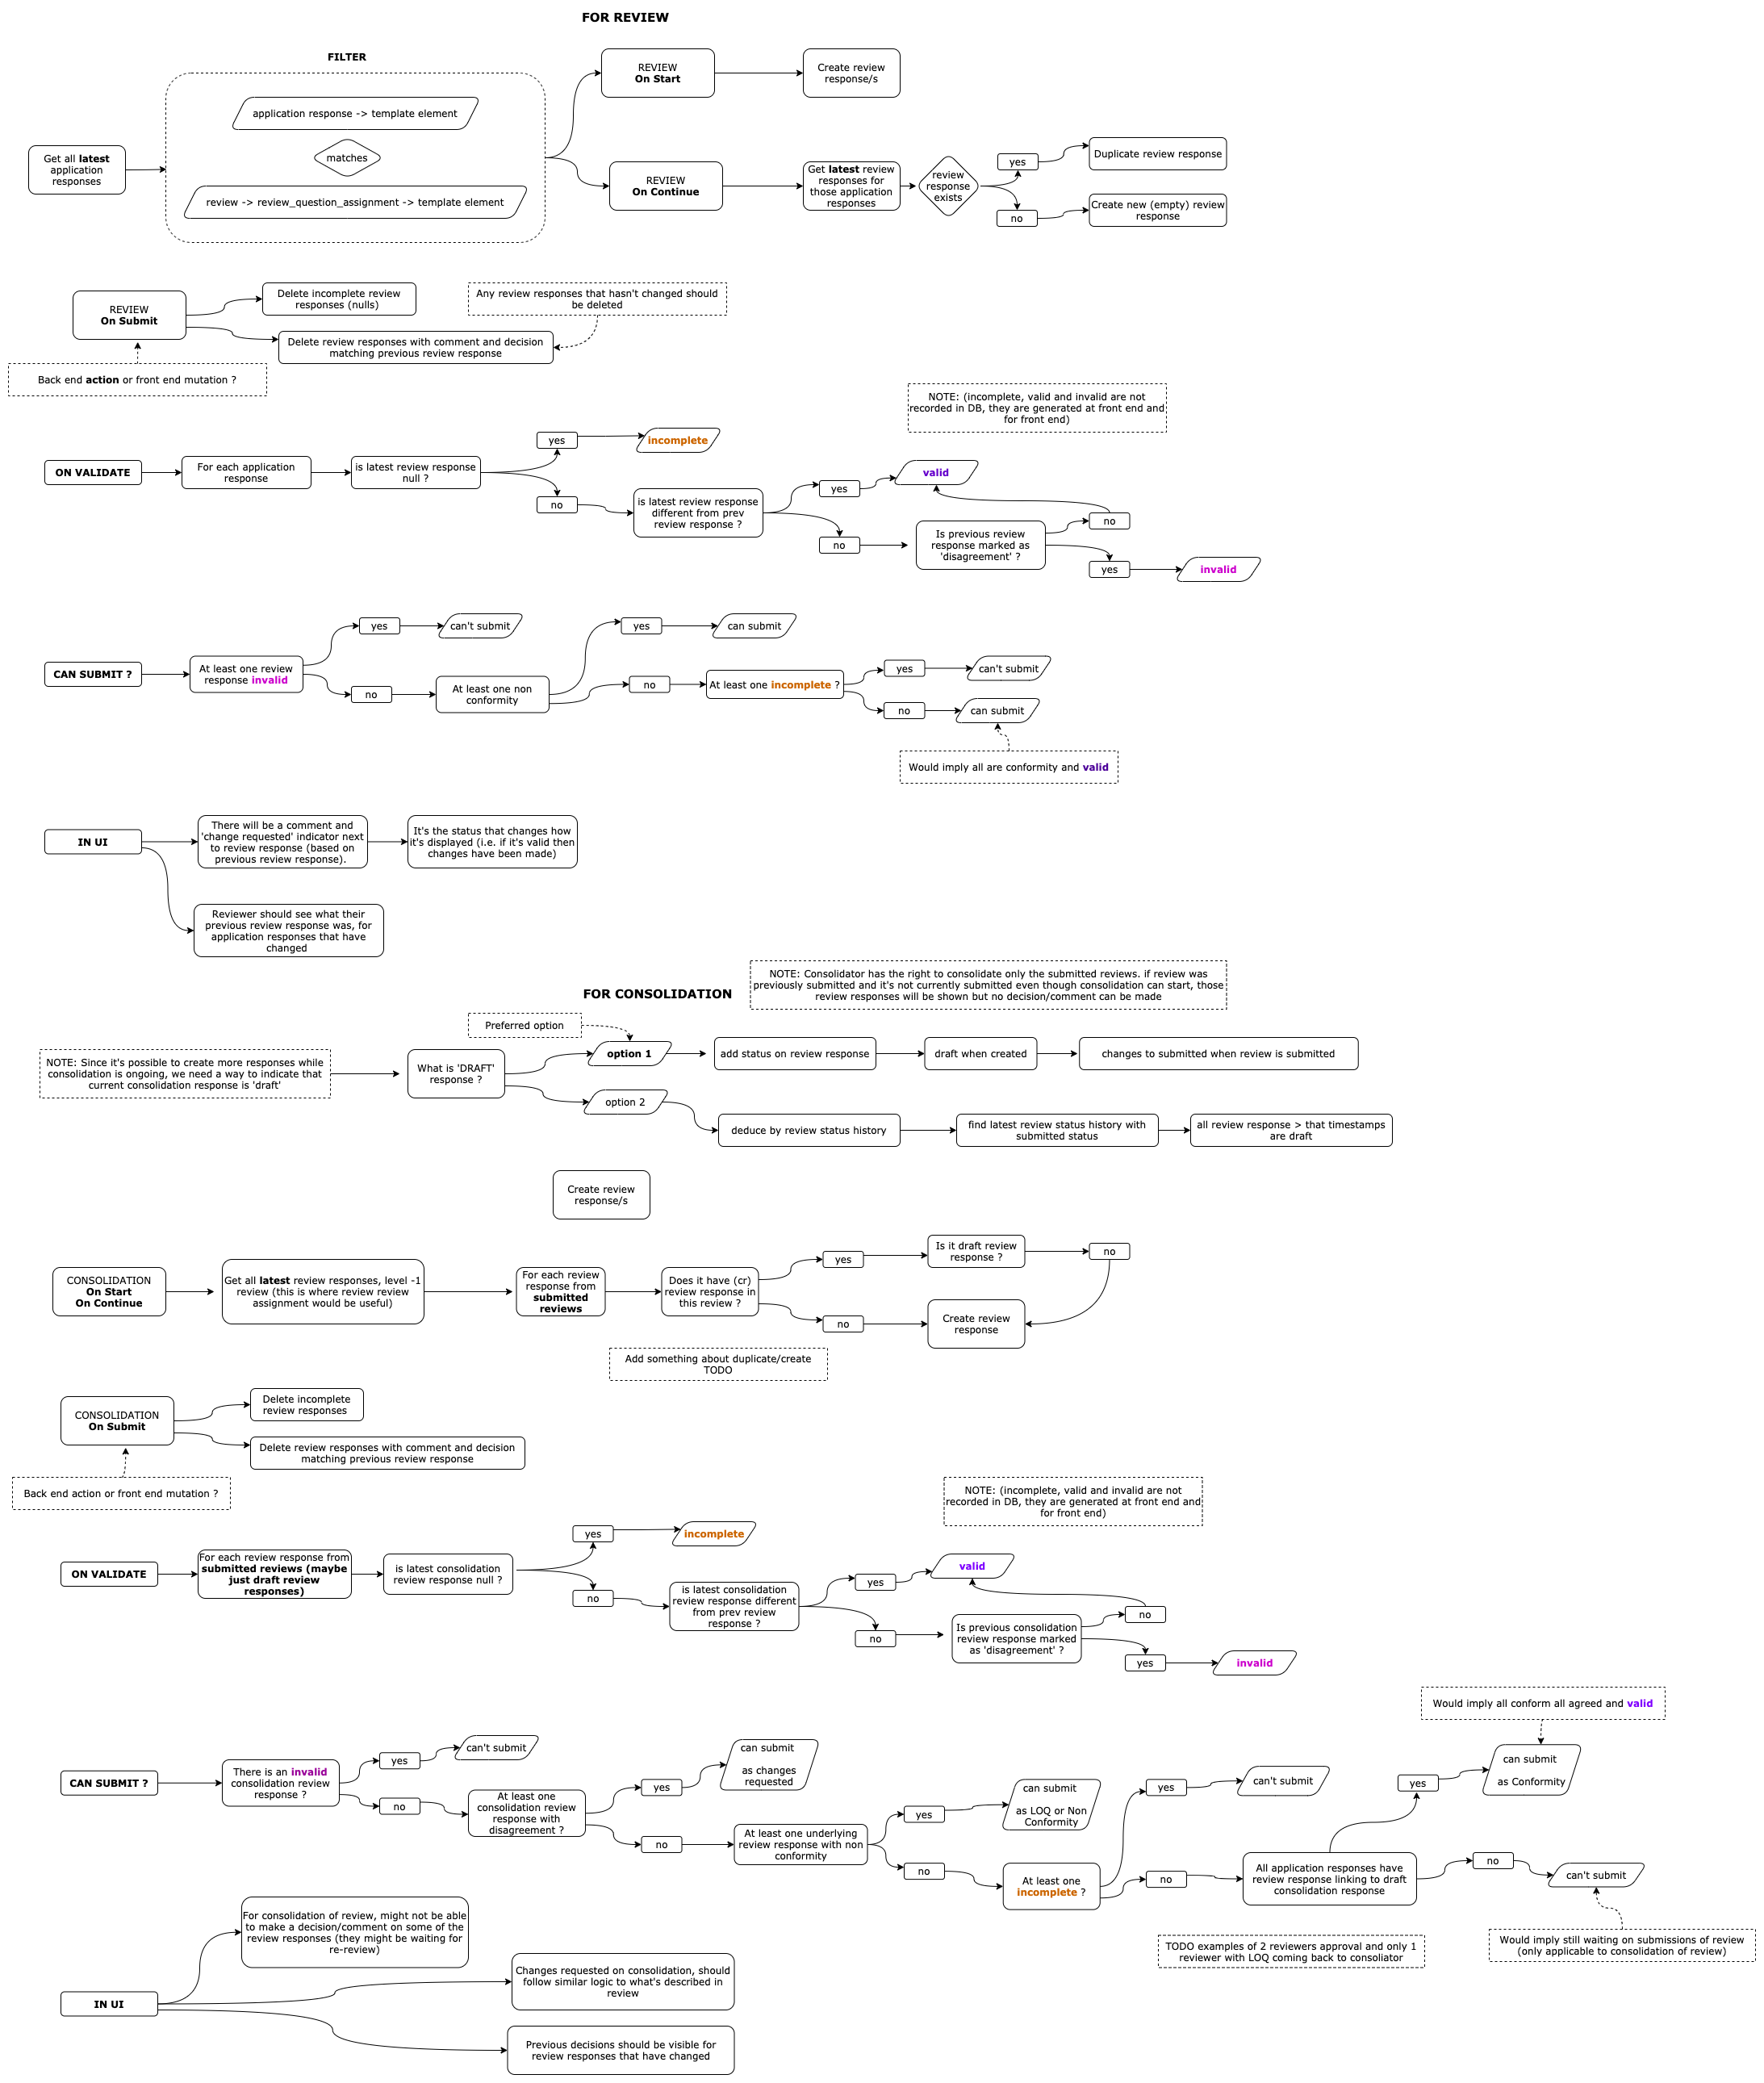 FOR REVIEW
FILTER
application response -> template element
matches
review -> review_question_assignment -> template element
Get all latest
application
responses
REVIEW
On Start
Create review
response/s
REVIEW
On Continue
Get latest review
responses for
those application
responses
review
response
exists
yes
Duplicate review response
no
Create new (empty) review
response
REVIEW
On Submit
Delete incomplete review
responses (nulls)
Any review responses that hasn't changed should
be deleted
Delete review responses with comment and decision
matching previous review response
Back end action or front end mutation ?
NOTE: (incomplete, valid and invalid are not
recorded in DB, they are generated at front end and
for front end)
ON VALIDATE
For each application
response
is latest review response
null ?
yes
incomplete
no
is latest review response
different from prev
review response ?
yes
valid
no
Is previous review
response marked as
'disagreement' ?
no
yes
invalid
CAN SUBMIT ?
At least one review
response invalid
yes
can't submit
no
At least one non
conformity
yes
can submit
no
At least one incomplete ?
yes
can't submit
no
can submit
Would imply all are conformity and valid
IN UI
There will be a comment and
'change requested' indicator next
to review response (based on
previous review response).
It's the status that changes how
it's displayed (i.e. if it's valid then
changes have been made)
Reviewer should see what their
previous review response was, for
application responses that have
changed
NOTE: Consolidator has the right to consolidate only the submitted reviews. if review was
previously submitted and it's not currently submitted even though consolidation can start, those
review responses will be shown but no decision/comment can be made
FOR CONSOLIDATION
Preferred option
NOTE: Since it's possible to create more responses while
consolidation is ongoing, we need a way to indicate that
current consolidation response is 'draft'
What is 'DRAFT'
response ?
option 1
add status on review response
draft when created
changes to submitted when review is submitted
option 2
deduce by review status history
find latest review status history with
submitted status
all review response > that timestamps
are draft
Create review
response/s
CONSOLIDATION
On Start
On Continue
Get all latest review responses, level -1
review (this is where review review
assignment would be useful)
For each review
response from
submitted
reviews
Does it have (cr)
review response in
this review ?
yes
Is it draft review
response ?
no
no
Create review
response
Add something about duplicate/create
TODO
CONSOLIDATION
On Submit
Delete incomplete
review responses
Delete review responses with comment and decision
matching previous review response
Back end action or front end mutation ?
NOTE: (incomplete, valid and invalid are not
recorded in DB, they are generated at front end and
for front end)
ON VALIDATE
For each review response from
submitted reviews (maybe
just draft review
responses)
is latest consolidation
review response null ?
yes
incomplete
no
is latest consolidation
review response different
from prev review
response ?
yes
valid
no
Is previous consolidation
review response marked
as 'disagreement' ?
no
yes
invalid
Would imply all conform all agreed and valid
CAN SUBMIT ?
There is an invalid
consolidation review
response ?
yes
can't submit
no
At least one
consolidation review
response with
disagreement ?
yes
can submit
as changes
requested
no
At least one underlying
review response with non
conformity
yes
can submit
as LOQ or Non
Conformity
no
At least one
incomplete ?
yes
can't submit
no
All application responses have
review response linking to draft
consolidation response
yes
can submit
as Conformity
no
can't submit
Would imply still waiting on submissions of review
(only applicable to consolidation of review)
TODO examples of 2 reviewers approval and only 1
reviewer with LOQ coming back to consoliator
IN UI
For consolidation of review, might not be able
to make a decision/comment on some of the
review responses (they might be waiting for
re-review)
Changes requested on consolidation, should
follow similar logic to what's described in
review
Previous decisions should be visible for
review responses that have changed